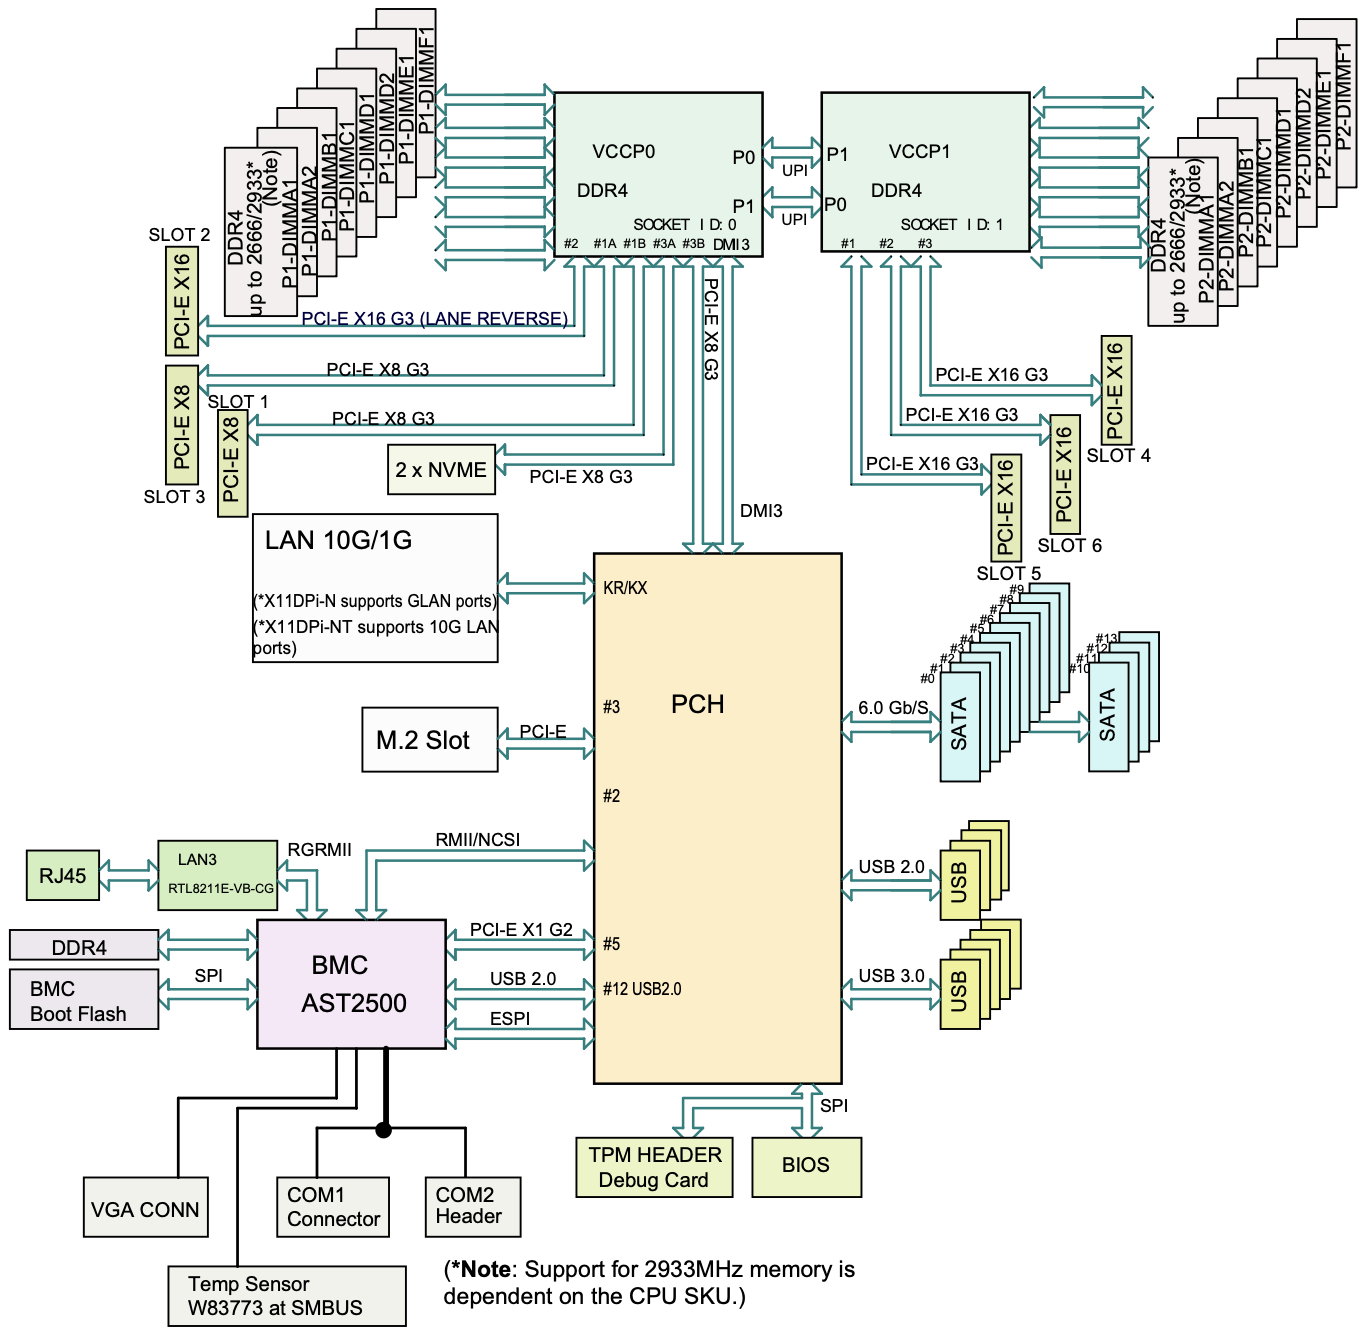 P1-DIMMF1
P1-DIMME1
P1-DIMMD2
P1-DIMMD1
P1-DIMMC1
P1-DIMMB1
P1-DIMMA2
P1-DIMMA1
DDR4
up to 2666/2933*
(Note)
VCCP0
DDR4
P0
P1
SOCKET ID: 0
#2
#1A
#1B
#3A
#3B
DMI3
UPI
UPI
P1
P0
VCCP1
DDR4
SOCKET ID: 1
#1
#2
#3
P2-DIMMF1
P2-DIMME1
P2-DIMMD2
P2-DIMMD1
P2-DIMMC1
P2-DIMMB1
P2-DIMMA2
P2-DIMMA1
DDR4
up to 2666/2933*
(Note)
SLOT 2
PCI-E X16
PCI-E X16 G3 (LANE REVERSE)
PCI-E X8 G3
PCI-E X8
SLOT 3
SLOT 1
PCI-E X8
PCI-E X8 G3
2 x NVME
PCI-E X8 G3
PCI-E X8 G3
DMI3
PCI-E X16 G3
PCI-E X16
SLOT 4
PCI-E X16 G3
PCI-E X16
SLOT 6
PCI-E X16 G3
PCI-E X16
SLOT 5
LAN 10G/1G
(*X11DPi-N supports GLAN ports)
(*X11DPi-NT supports 10G LAN
ports)
KR/KX
PCH
#3
M.2 Slot
PCI-E
#2
6.0 Gb/S
#0
#1
#2
#3
#4
#5
#6
#7
#8
#9
SATA
#10
#11
#12
#13
SATA
RJ45
LAN3
RTL8211E-VB-CG
RGRMII
RMII/NCSI
USB 2.0
USB
DDR4
BMC
Boot Flash
SPI
BMC
AST2500
PCI-E X1 G2
#5
USB 2.0
#12 USB2.0
ESPI
USB 3.0
USB
SPI
TPM HEADER
Debug Card
BIOS
VGA CONN
COM1
Connector
COM2
Header
Temp Sensor
W83773 at SMBUS
(*Note: Support for 2933MHz memory is
dependent on the CPU SKU.)